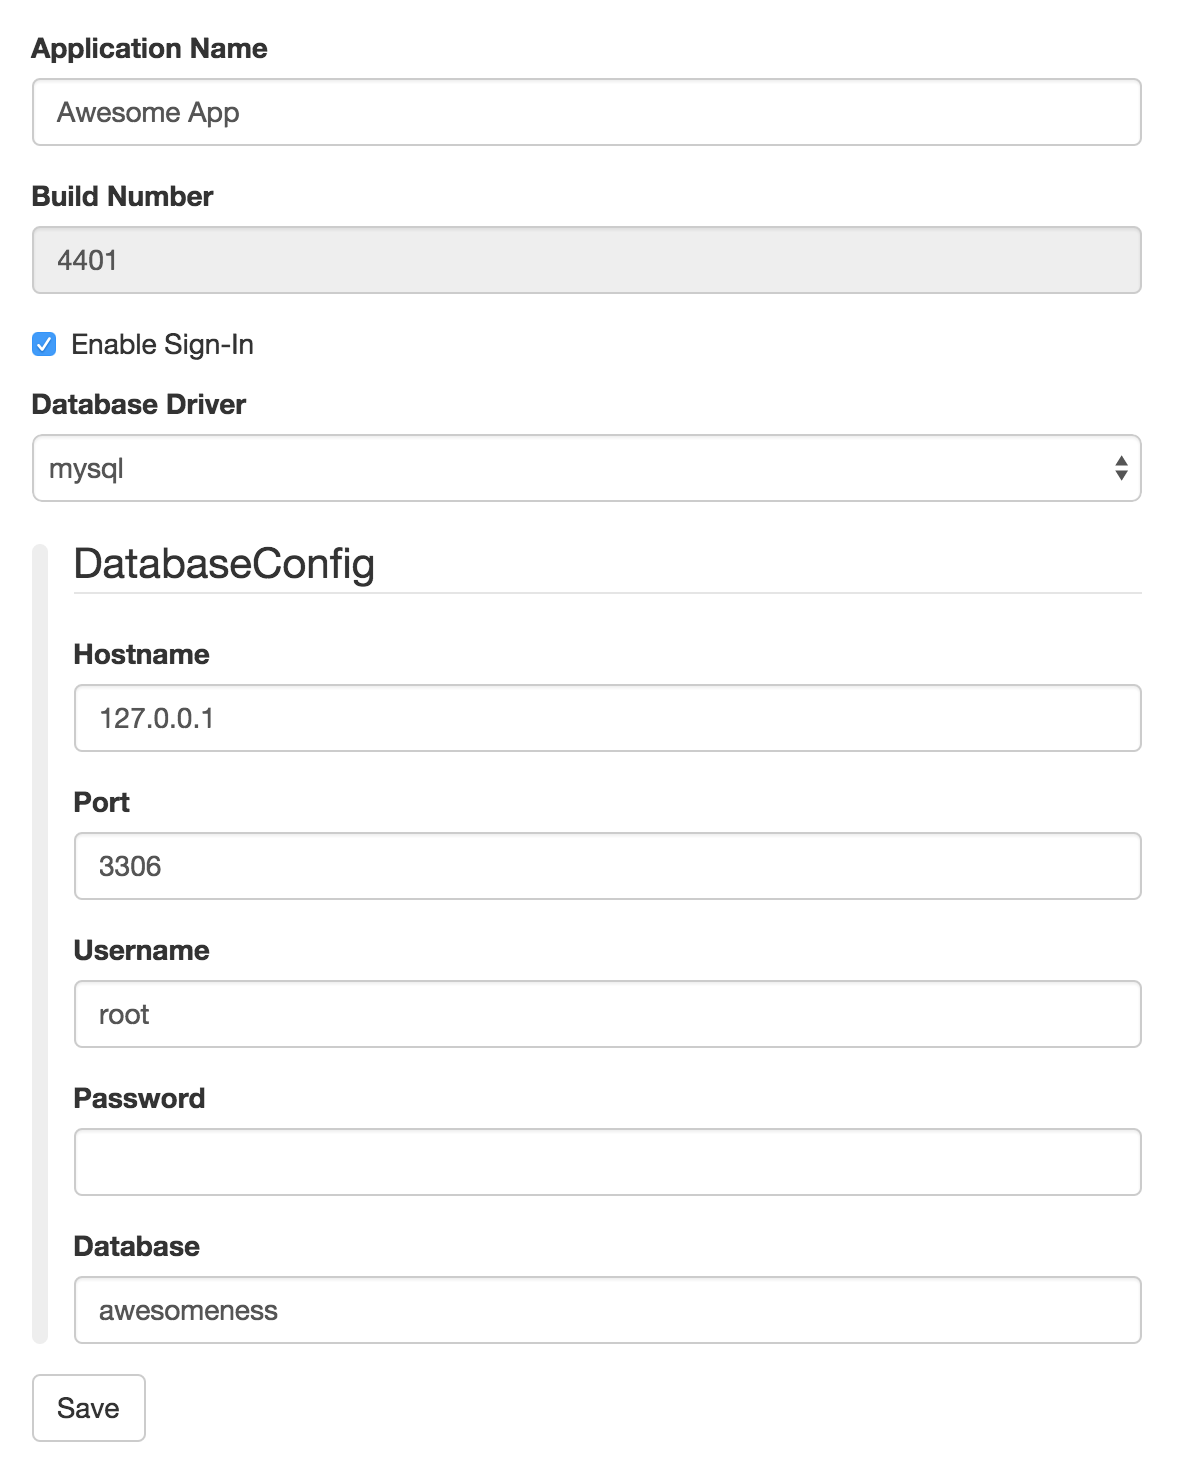 Application Name
Awesome App
Build Number
4401
Enable Sign-In
Database Driver
mysql
DatabaseConfig
Hostname
127.0.0.1
Port
3306
Username
root
Password
Database
awesomeness
Save